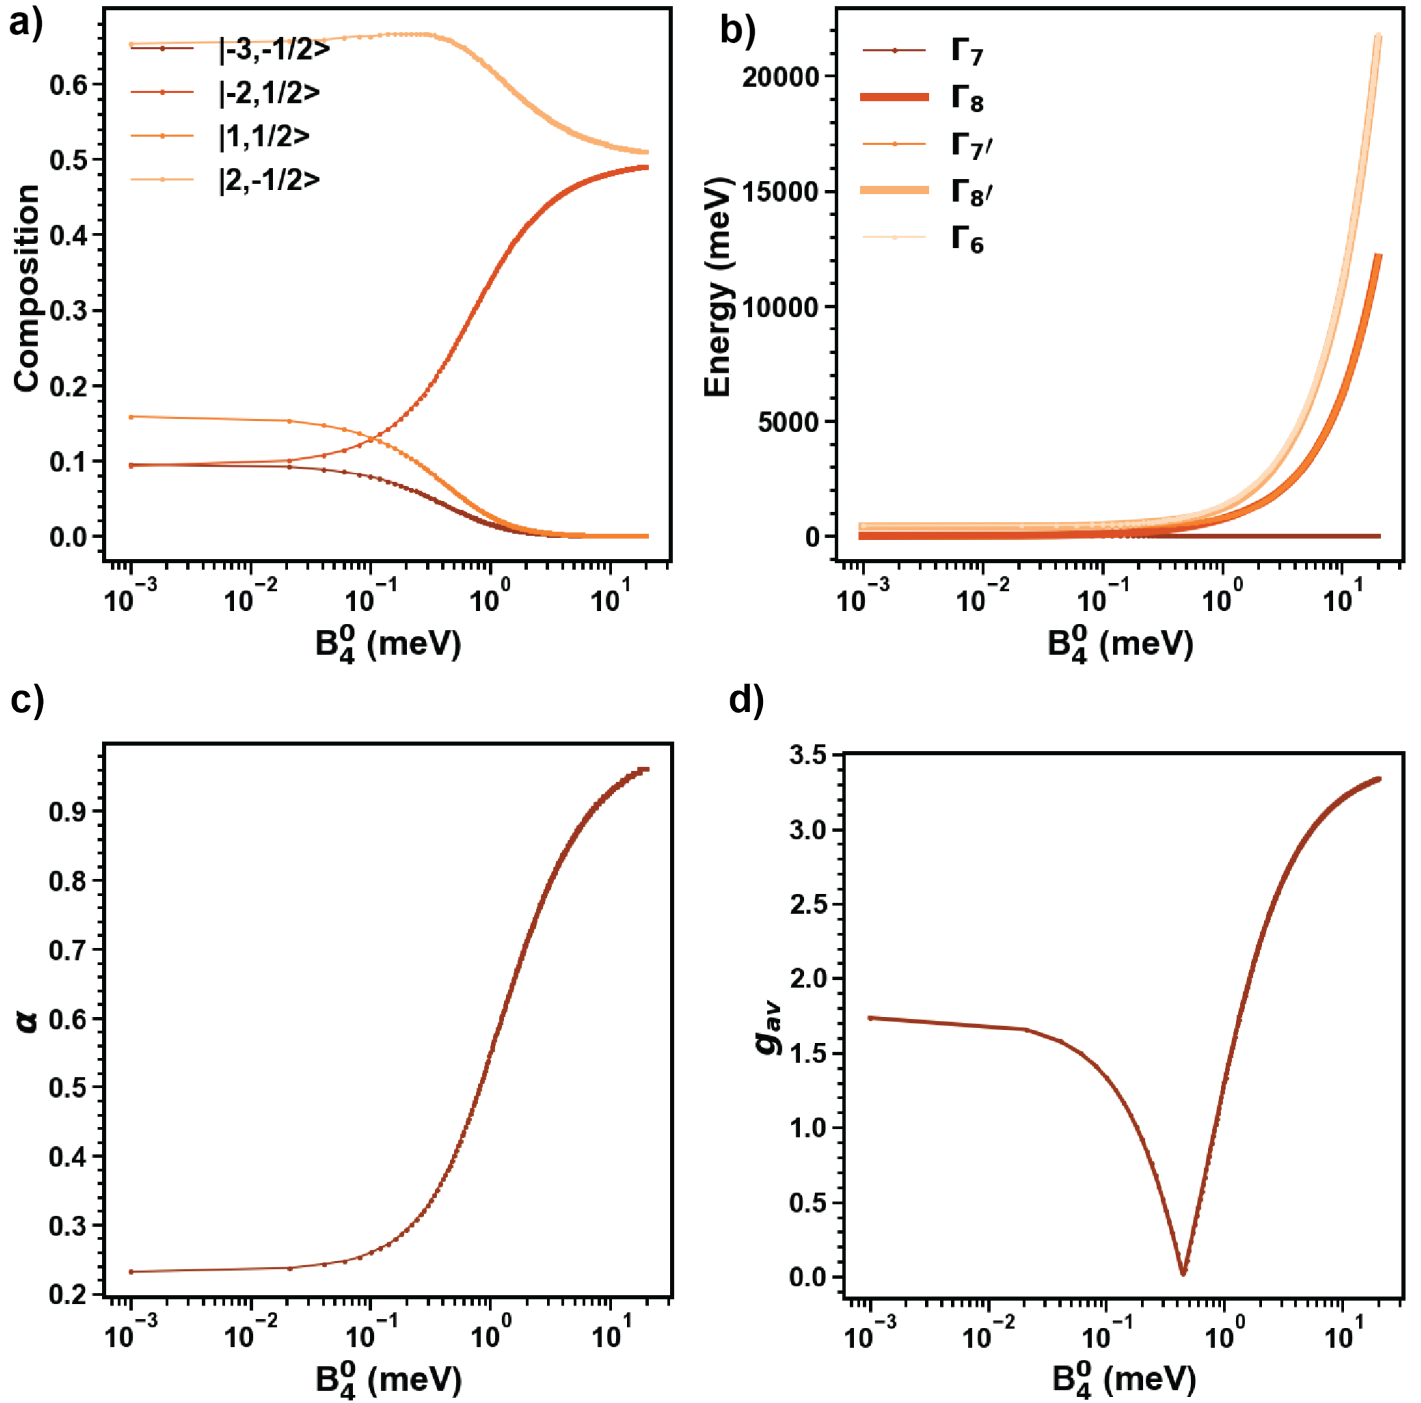 a)
|-3,-1/2>
|-2,1/2>
|1,1/2>
|2,-1/2>
Composition
0.6
0.5
0.4
0.3
0.2
0.1
0.0
10⁻³ 10⁻² 10⁻¹ 10⁰ 10¹
B₄⁰ (meV)
b)
Γ₇
Γ₈
Γ₇′
Γ₈′
Γ₆
Energy (meV)
20000
15000
10000
5000
0
10⁻³ 10⁻² 10⁻¹ 10⁰ 10¹
B₄⁰ (meV)
c)
α
0.9
0.8
0.7
0.6
0.5
0.4
0.3
0.2
10⁻³ 10⁻² 10⁻¹ 10⁰ 10¹
B₄⁰ (meV)
d)
gₐᵥ
3.5
3.0
2.5
2.0
1.5
1.0
0.5
0.0
10⁻³ 10⁻² 10⁻¹ 10⁰ 10¹
B₄⁰ (meV)